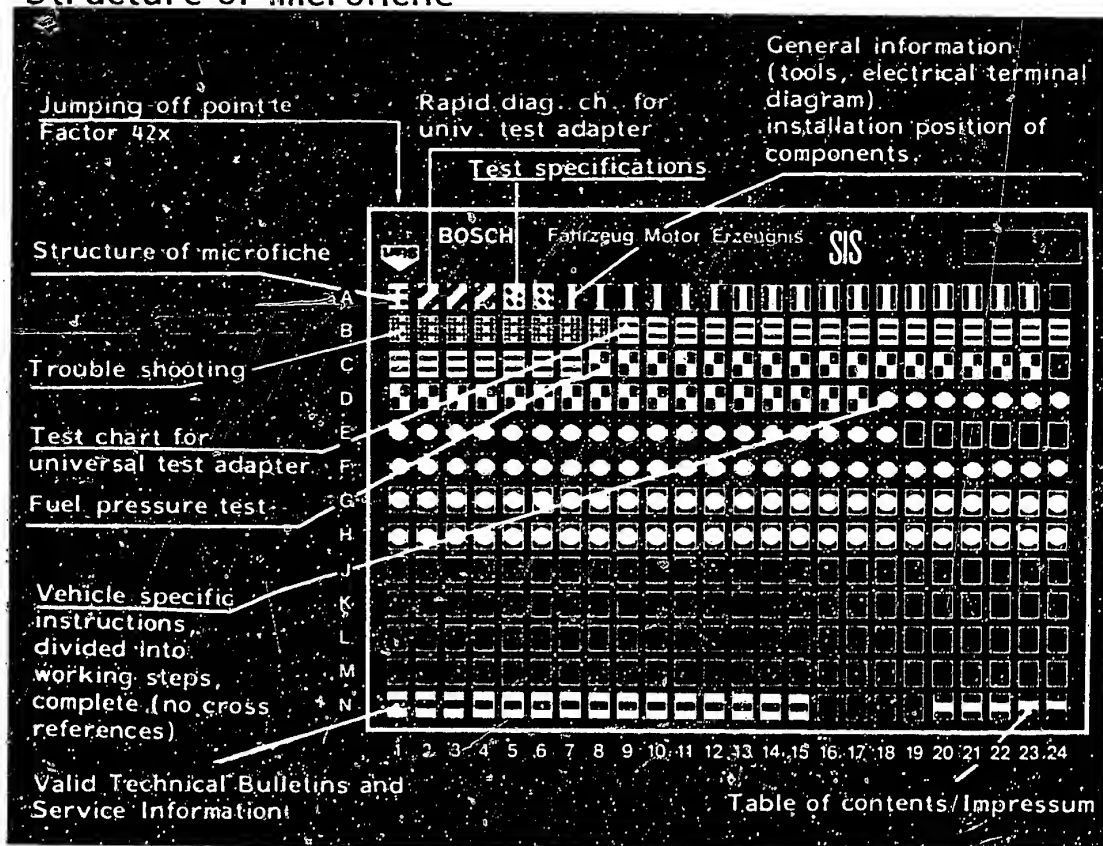 Structure of microfiche
Jumping off point te
Factor 42x
Rapid diag. ch. for
univ. test adapter
Test specifications
General information
(tools, electrical terminal
diagram)
installation position of
components.
Structure of microfiche
BOSCH Fahrzeug Motor Erzeugnis SIS
A
B
Trouble shooting
C
D
Test chart for
universal test adapter
E
F
Fuel pressure test
G
H
J
Vehicle specific
instructions,
divided into
working steps,
complete (no cross
references)
K
L
M
N
1 2 3 4 5 6 7 8 9 10 11 12 13 14 15 16 17 18 19 20 21 22 23 24
Valid Technical Bulletins and
Service Information
Table of contents/Impressum